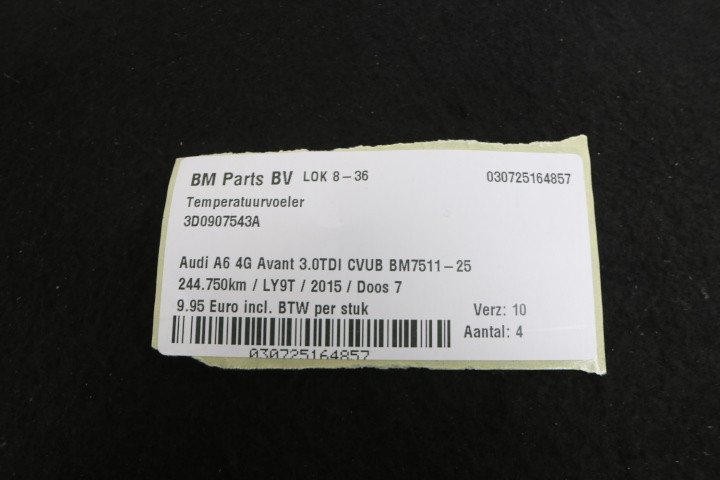 BM Parts BV LOK 8-36 030725164857
Temperatuurvoeler
3D0907543A
Audi A6 4G Avant 3.0TDI CVUB BM7511-25
244.750km / LY9T / 2015 / Doos 7
9.95 Euro incl. BTW per stuk Verz: 10
Aantal: 4
030725164857